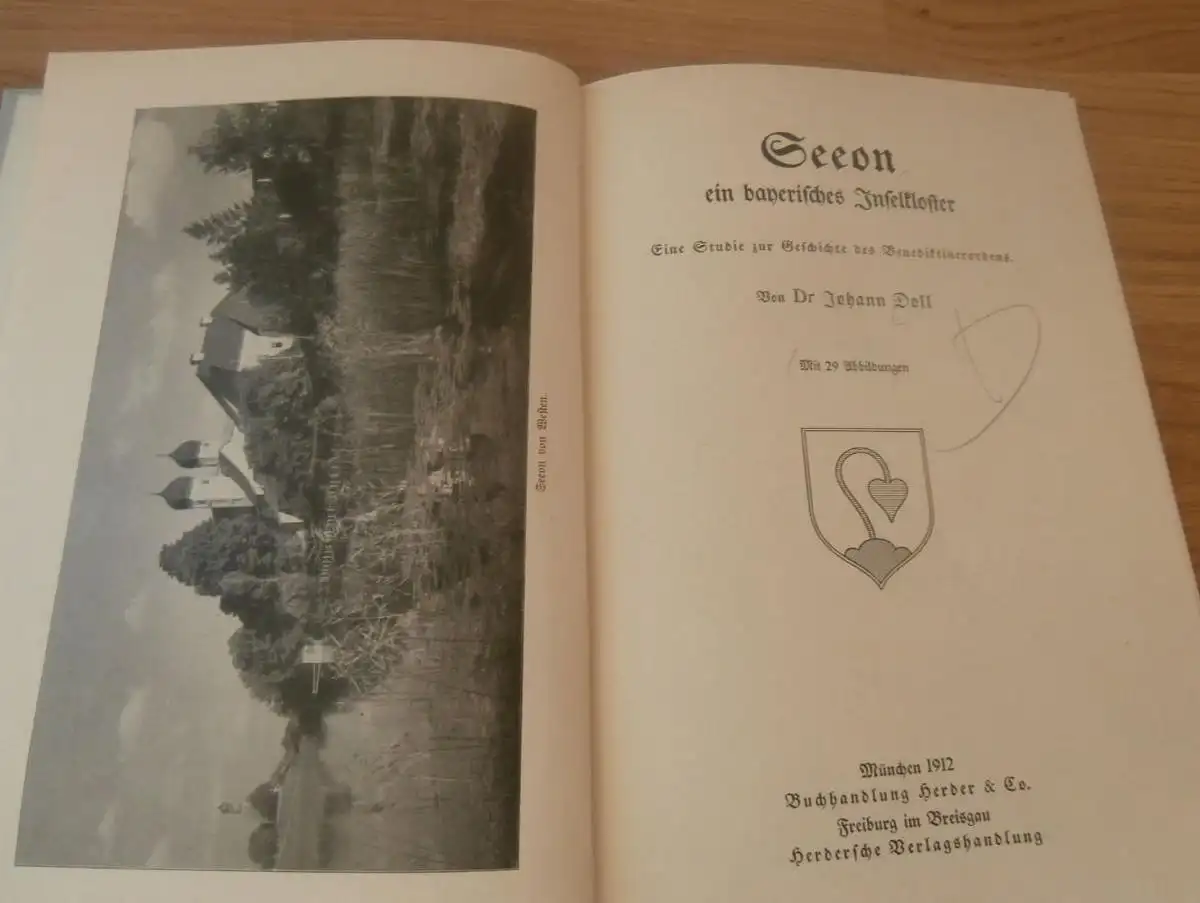 Seeon von Westen.
Seeon
ein bayerisches Inselkloster
Eine Studie zur Geschichte des Benediktinerordens.
Von Dr Johann Doll
Mit 29 Abbildungen
München 1912
Buchhandlung Herder & Co.
Freiburg im Breisgau
Herdersche Verlagshandlung